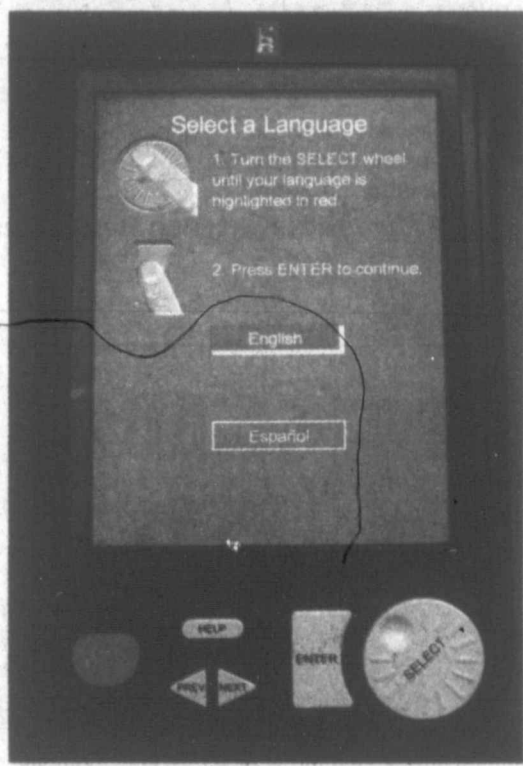 Select a Language
1. Turn the SELECT wheel
until your language is
highlighted in red.
2. Press ENTER to continue.
English
Español
HELP
PREV NEXT
ENTER
SELECT